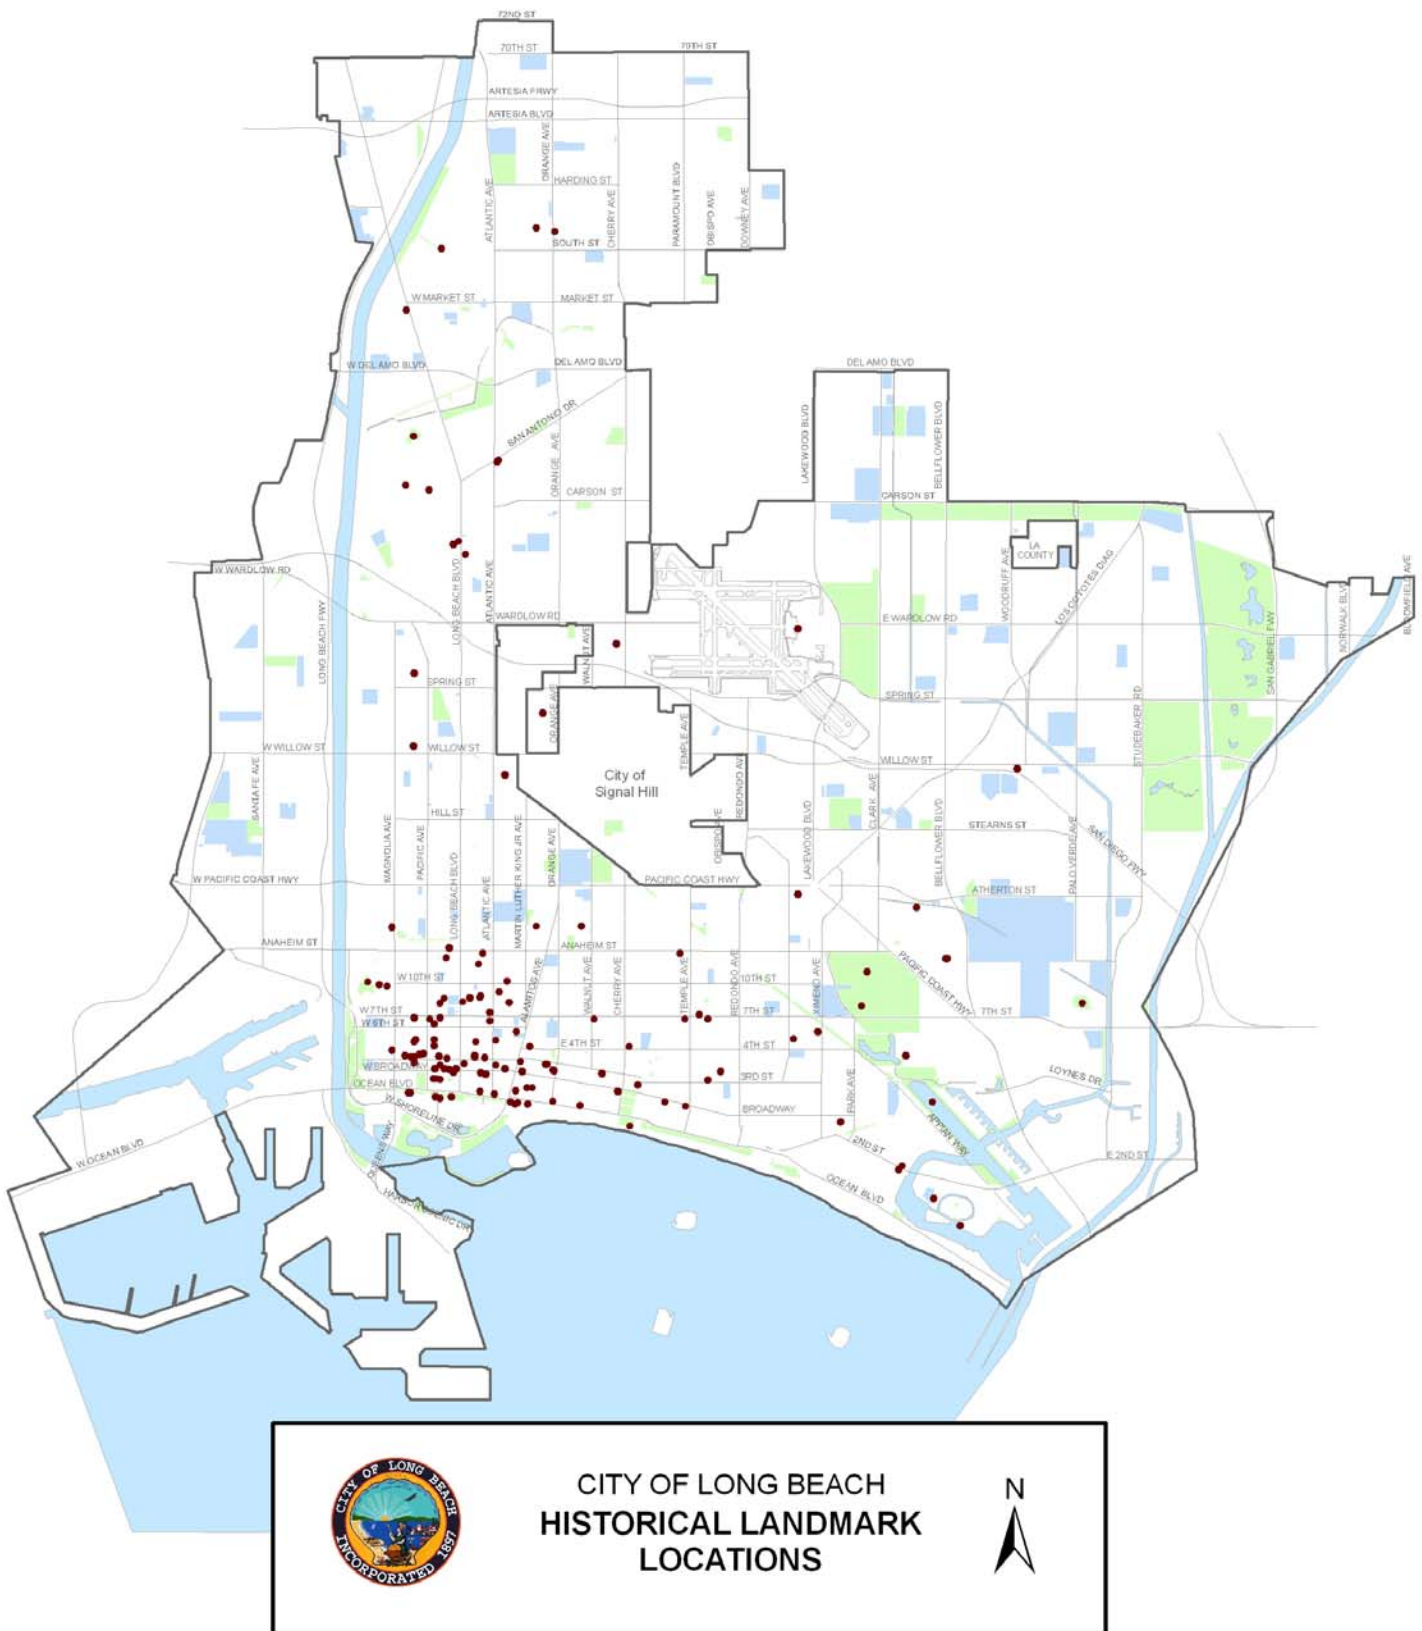 72ND ST
70TH ST
70TH ST
ARTESIA FRWY
ARTESIA BLVD
ORANGE AVE
HARDING ST
ATLANTIC AVE
CHERRY AVE
PARAMOUNT BLVD
OBISPO AVE
DOWNEY AVE
SOUTH ST
W MARKET ST
MARKET ST
W DEL AMO BLVD
DEL AMO BLVD
DEL AMO BLVD
SAN ANTONIO DR
ORANGE AVE
LAKEWOOD BLVD
BELLFLOWER BLVD
CARSON ST
CARSON ST
LA
COUNTY
WOODRUFF AVE
LOS COYOTES DIAG
W WARDLOW RD
LONG BEACH BLVD
ATLANTIC AVE
WARDLOW RD
E WARDLOW RD
LONG BEACH FWY
WALNUT AVE
NORWALK BLV
BLOOMFIELD AVE
SAN GABRIEL FWY
SPRING ST
SPRING ST
ORANGE AVE
STUDEBAKER RD
TEMPLE AVE
W WILLOW ST
WILLOW ST
WILLOW ST
City of
Signal Hill
SANTA FE AVE
REDONDO AVE
CLARK AVE
HILL ST
STEARNS ST
MAGNOLIA AVE
PACIFIC AVE
LONG BEACH BLVD
ATLANTIC AVE
MARTIN LUTHER KING JR AVE
ORANGE AVE
OBISPO AVE
LAKEWOOD BLVD
BELLFLOWER BLVD
PALO VERDE AVE
SAN DIEGO FWY
W PACIFIC COAST HWY
PACIFIC COAST HWY
ATHERTON ST
ANAHEIM ST
ANAHEIM ST
W 10TH ST
10TH ST
ALAMITOS AVE
WALNUT AVE
CHERRY AVE
TEMPLE AVE
REDONDO AVE
XIMENO AVE
PACIFIC COAST HWY
W 7TH ST
7TH ST
7TH ST
W 6TH ST
E 4TH ST
4TH ST
W BROADWAY
3RD ST
PARK AVE
LOYNES DR
OCEAN BLVD
W SHORELINE DR
BROADWAY
APPIAN WAY
W OCEAN BLVD
QUEENS WAY
2ND ST
E 2ND ST
OCEAN BLVD
HARBOR SCENIC DR
CITY OF LONG BEACH
INCORPORATED 1897
CITY OF LONG BEACH
HISTORICAL LANDMARK
LOCATIONS
N